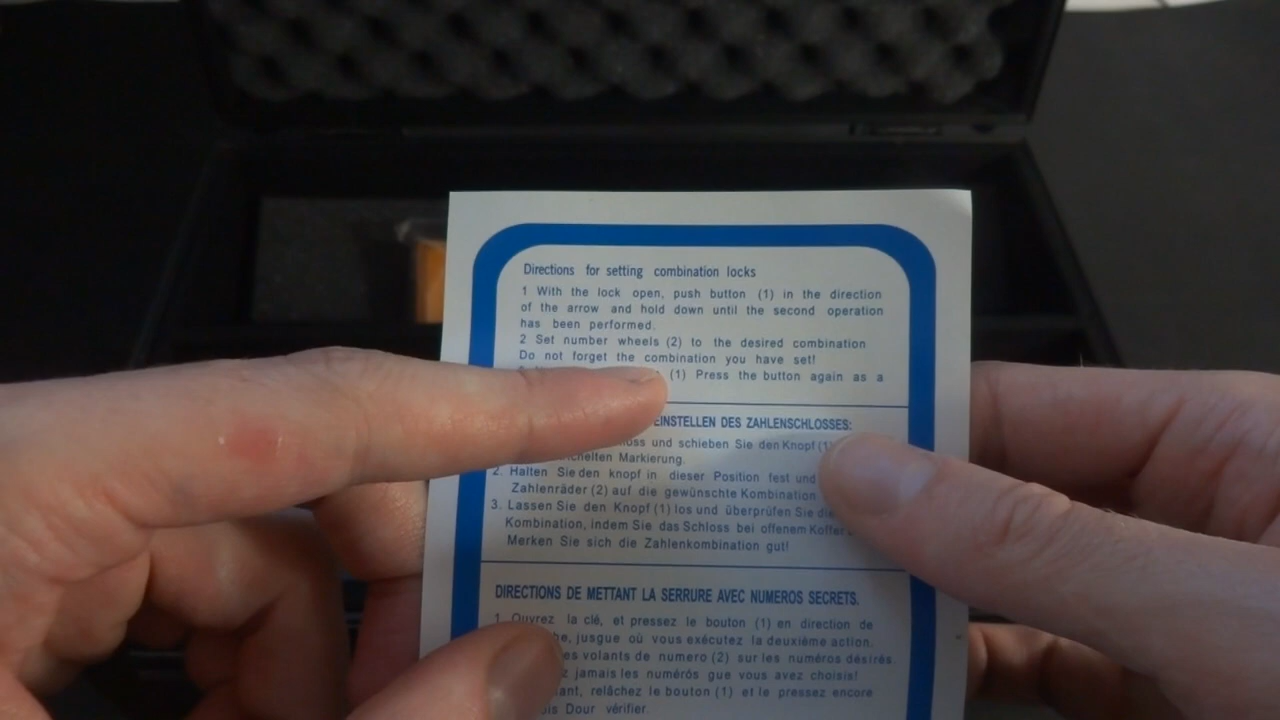 Directions for setting combination locks
1 With the lock open, push button (1) in the direction
of the arrow and hold down until the second operation
has been performed.
2 Set number wheels (2) to the desired combination
Do not forget the combination you have set!
(1) Press the button again as a
EINSTELLEN DES ZAHLENSCHLOSSES:
und schieben Sie den Knopf (1)
Markierung.
2. Halten Sie den knopf in dieser Position fest und
Zahlenräder (2) auf die gewünschte Kombination
3. Lassen Sie den Knopf (1) los und überprüfen Sie die
Kombination, indem Sie das Schloss bei offenem Koffer
Merken Sie sich die Zahlenkombination gut!
DIRECTIONS DE METTANT LA SERRURE AVEC NUMEROS SECRETS.
1. Ouvrez la clé, et pressez le bouton (1) en direction de
jusgue où vous exécutez la deuxième action.
volants de numero (2) sur les numéros désirés.
jamais les numérós gue vous avez choisis!
relâchez le bouton (1) et le pressez encore
Dour vérifier